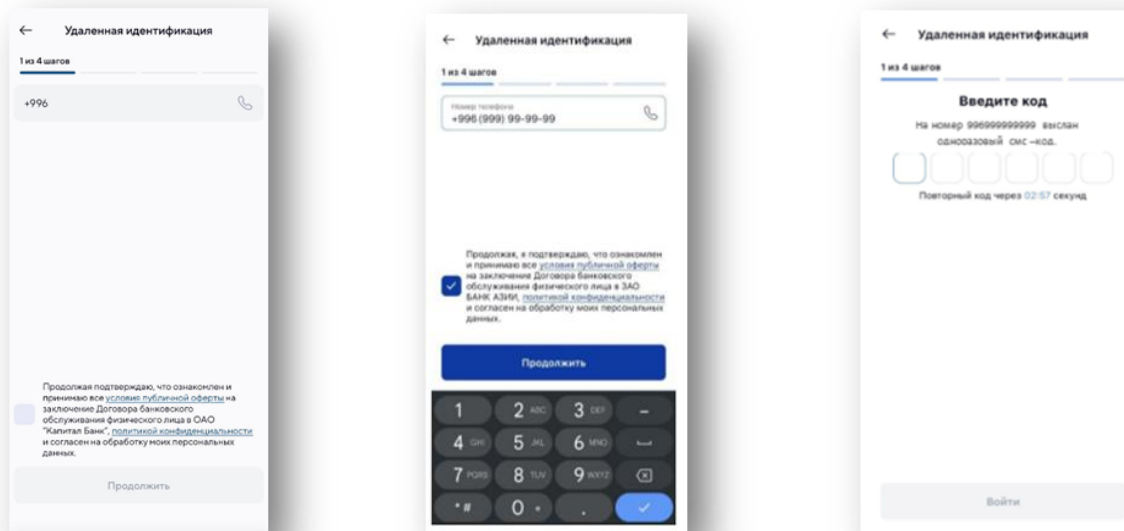 Удаленная идентификация
1 из 4 шагов
+996
Продолжая подтверждаю, что ознакомлен и
принимаю все условия публичной оферты на
заключение Договора банковского
обслуживания физического лица в ОАО
"Капитал Банк", политикой конфиденциальности
и согласен на обработку моих персональных
данных.
Продолжить
Удаленная идентификация
1 из 4 шагов
Номер телефона
+996 (999) 99-99-99
Продолжая, я подтверждаю, что ознакомлен
и принимаю все условия публичной оферты
на заключение Договора банковского
обслуживания физического лица в ЗАО
БАНК АЗИИ, политикой конфиденциальности
и согласен на обработку моих персональных
данных.
Продолжить
1 2 ABC 3 DEF -
4 GHI 5 JKL 6 MNO
7 PQRS 8 TUV 9 WXYZ
* # 0 + .
Удаленная идентификация
1 из 4 шагов
Введите код
На номер 996999999999 выслан
одноразовый смс-код.
Повторный код через 02:57 секунд
Войти